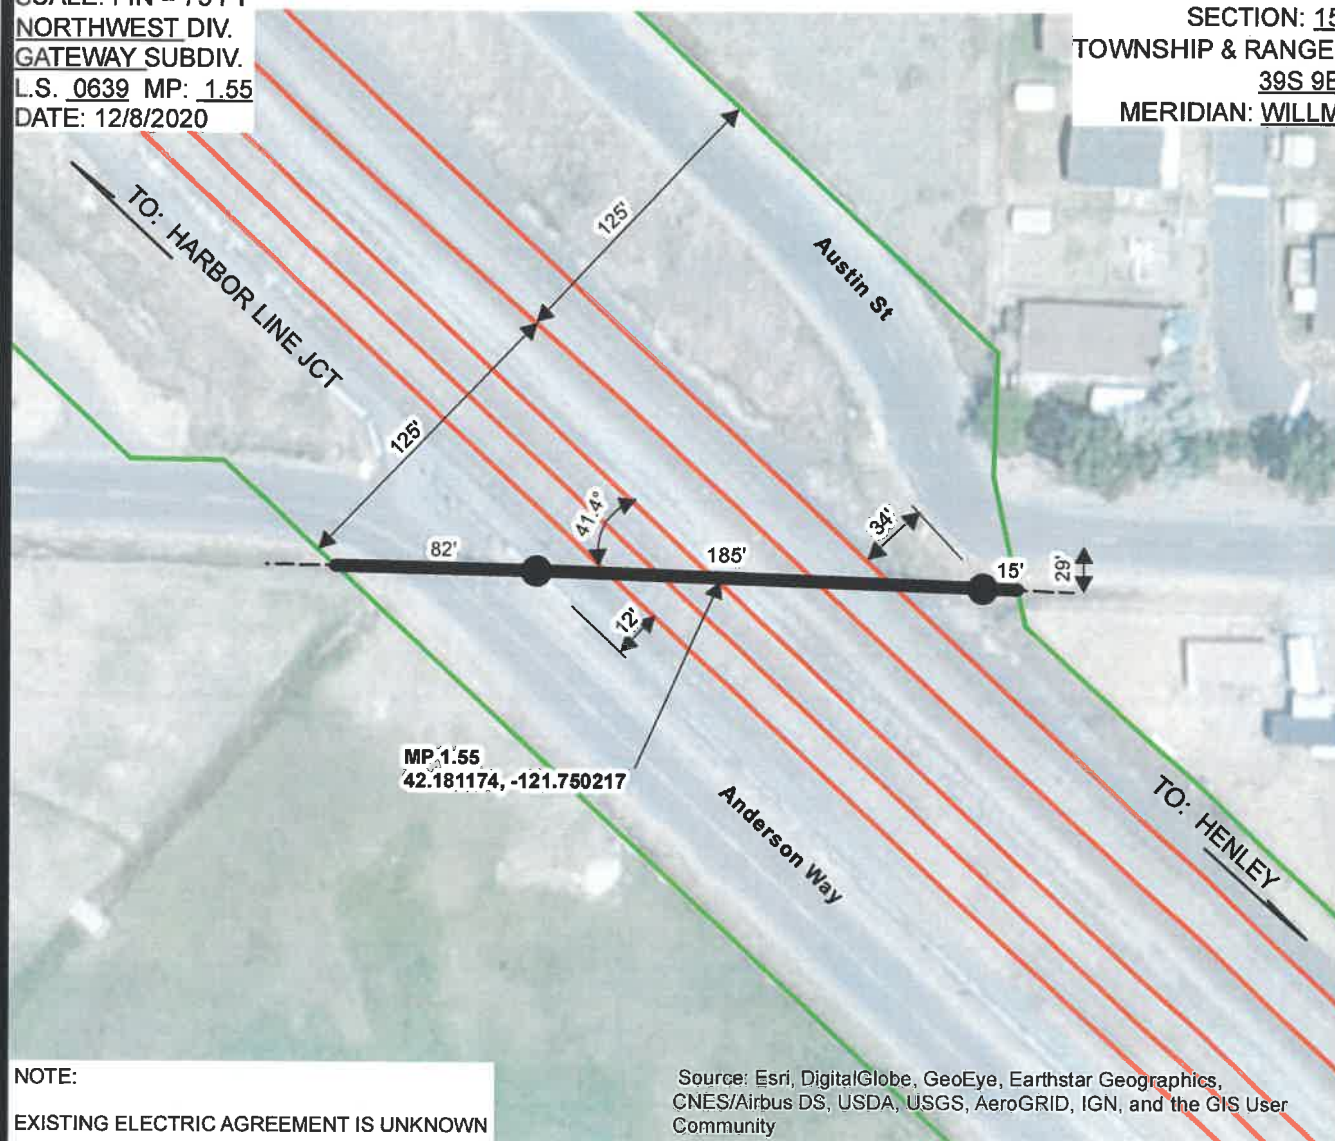 NORTHWEST DIV.
GATEWAY SUBDIV.
L.S. 0639 MP: 1.55
DATE: 12/8/2020
SECTION: 15
TOWNSHIP & RANGE
39S 9E
MERIDIAN: WILLM
125'
TO: HARBOR LINE JCT
Austin St
125'
41.4°
34'
82'
185'
15'
29'
12'
MP 1.55
42.181174, -121.750217
Anderson Way
TO: HENLEY
NOTE:
EXISTING ELECTRIC AGREEMENT IS UNKNOWN
Source: Esri, DigitalGlobe, GeoEye, Earthstar Geographics,
CNES/Airbus DS, USDA, USGS, AeroGRID, IGN, and the GIS User
Community